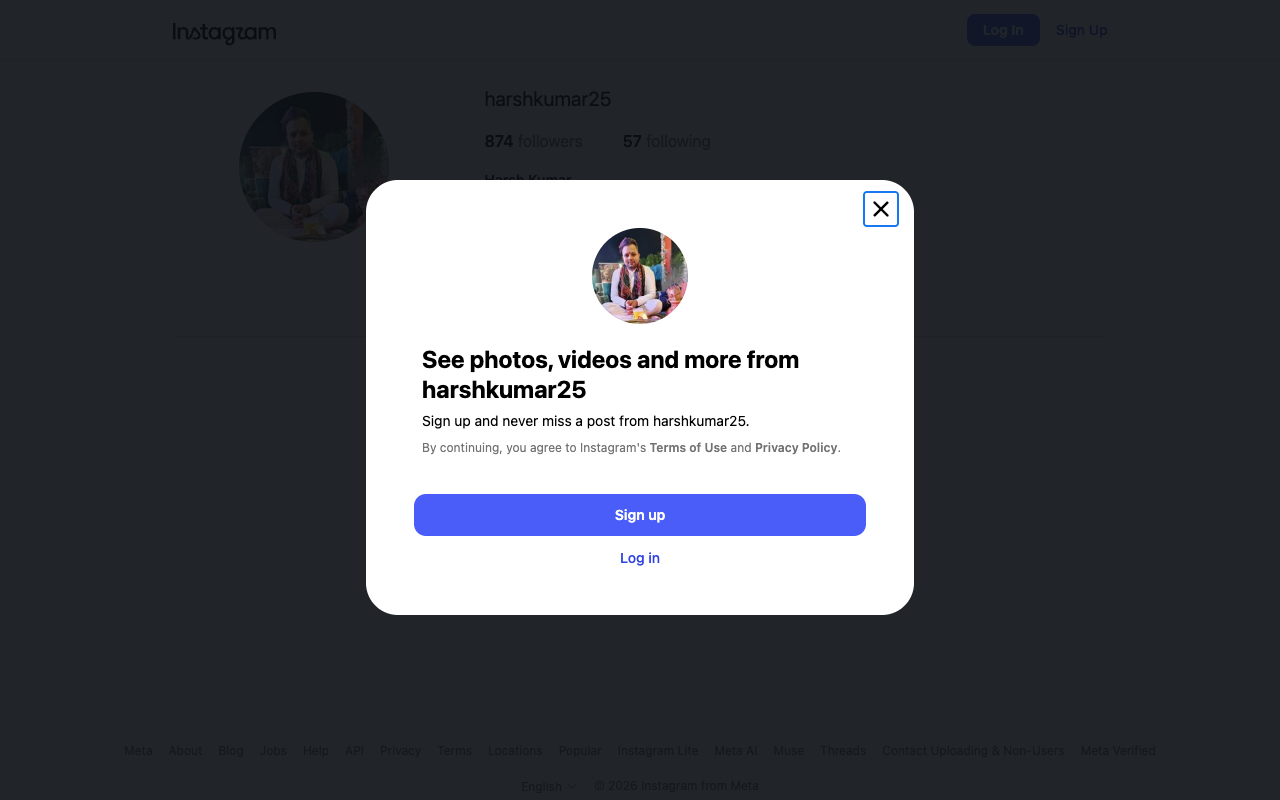 Instagram
Log In
Sign Up
harshkumar25
874 followers 57 following
Harsh Kumar
See photos, videos and more from
harshkumar25
Sign up and never miss a post from harshkumar25.
By continuing, you agree to Instagram's Terms of Use and Privacy Policy.
Sign up
Log in
Meta About Blog Jobs Help API Privacy Terms Locations Popular Instagram Lite Meta AI Muse Threads Contact Uploading & Non-Users Meta Verified
English © 2026 Instagram from Meta